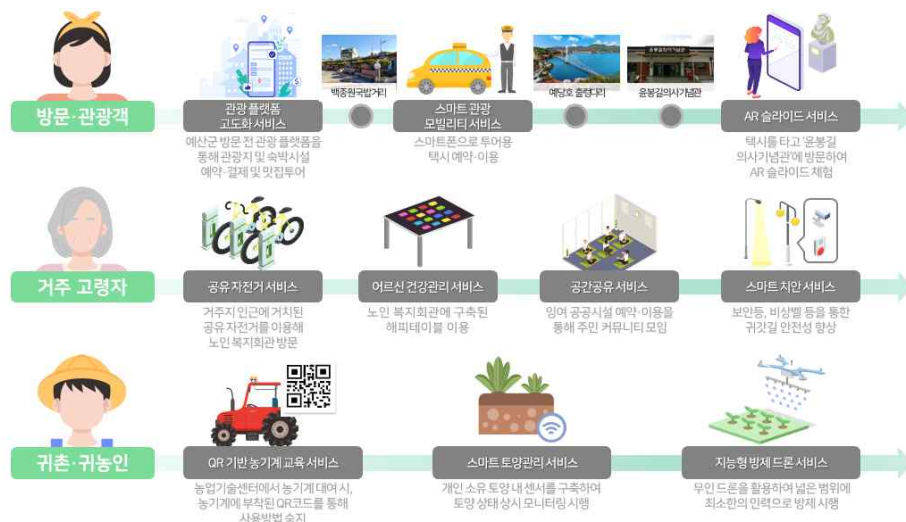 방문·관광객
관광 플랫폼
고도화 서비스
예산군 방문 전 관광 플랫폼을
통해 관광지 및 숙박시설
예약·결제 및 맛집투어
백종원국밥거리
스마트 관광
모빌리티 서비스
스마트폰으로 투어용
택시 예약·이용
예당호 출렁다리
윤봉길의사기념관
AR 슬라이드 서비스
택시를 타고 '윤봉길
의사기념관'에 방문하여
AR 슬라이드 체험
거주 고령자
공유 자전거 서비스
거주지 인근에 거치된
공유 자전거를 이용해
노인 복지회관 방문
어르신 건강관리 서비스
노인 복지회관에 구축된
해피테이블 이용
공간공유 서비스
잉여 공공시설 예약·이용을
통해 주민 커뮤니티 모임
스마트 치안 서비스
보안등, 비상벨 등을 통한
귀갓길 안전성 향상
귀촌·귀농인
QR 기반 농기계 교육 서비스
농업기술센터에서 농기계 대여 시,
농기계에 부착된 QR코드를 통해
사용방법 숙지
스마트 토양관리 서비스
개인 소유 토양 내 센서를 구축하여
토양 상태 상시 모니터링 시행
지능형 방제 드론 서비스
무인 드론을 활용하여 넓은 범위에
최소한의 인력으로 방제 시행